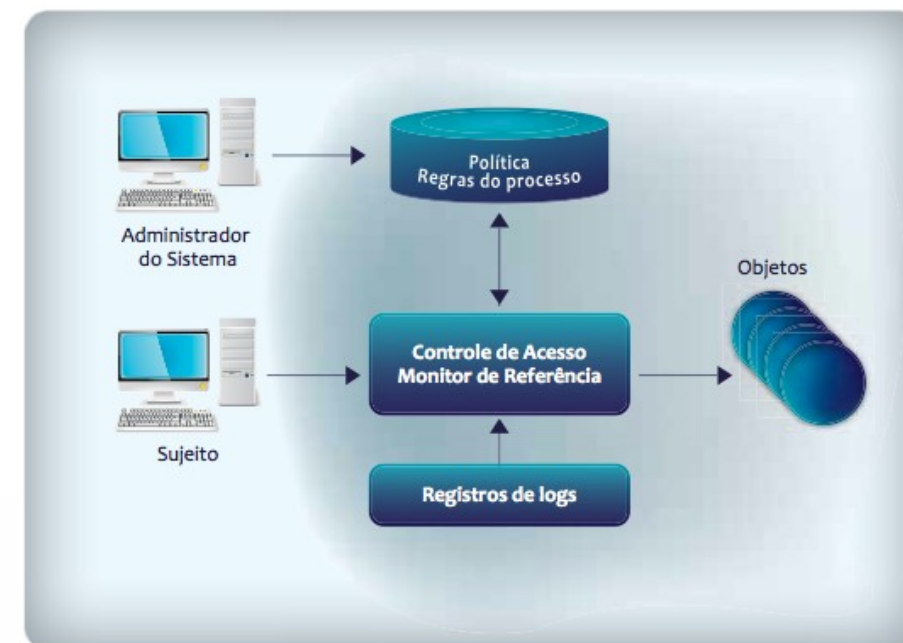 Política
Regras do processo
Administrador
do Sistema
Objetos
Controle de Acesso
Monitor de Referência
Sujeito
Registros de logs